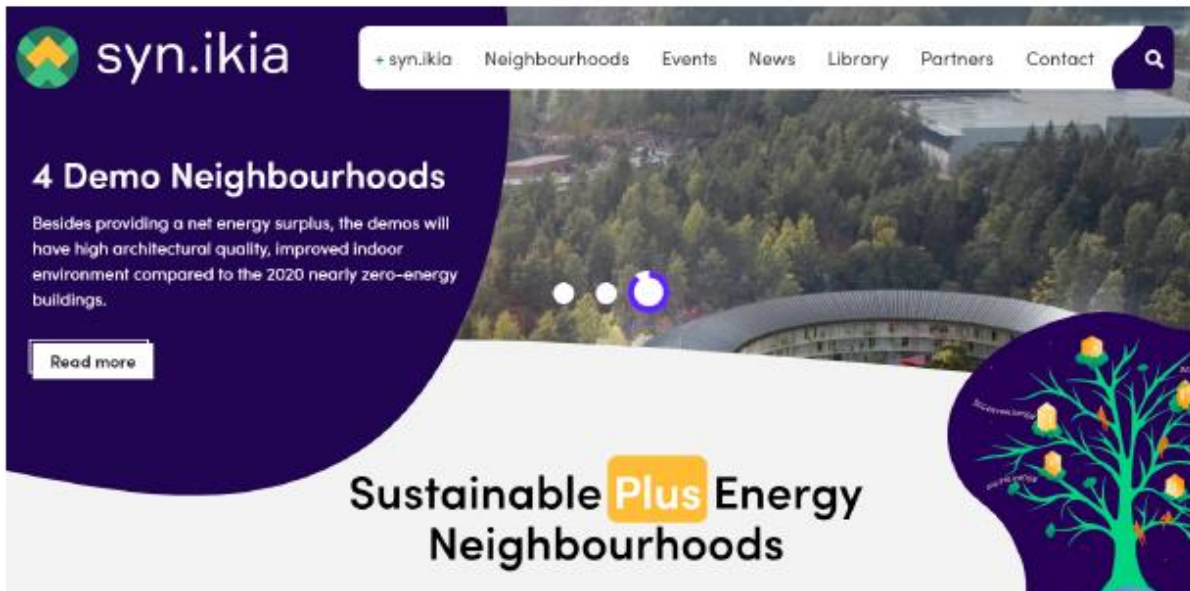 syn.ikia
+ syn.ikia Neighbourhoods Events News Library Partners Contact
4 Demo Neighbourhoods
Besides providing a net energy surplus, the demos will
have high architectural quality, improved indoor
environment compared to the 2020 nearly zero-energy
buildings.
Read more
Sustainable Plus Energy
Neighbourhoods